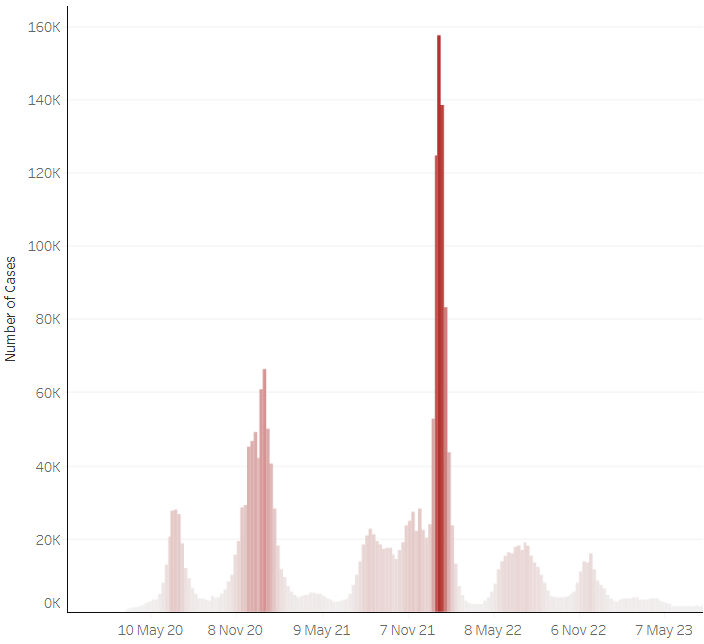 160K
140K
120K
100K
80K
60K
40K
20K
0K
Number of Cases
10 May 20 8 Nov 20 9 May 21 7 Nov 21 8 May 22 6 Nov 22 7 May 23